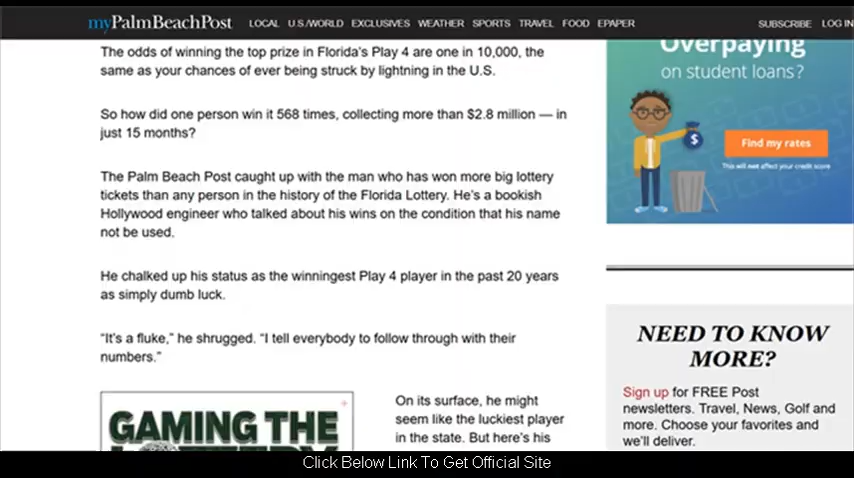 myPalmBeachPost LOCAL U.S./WORLD EXCLUSIVES WEATHER SPORTS TRAVEL FOOD EPAPER SUBSCRIBE LOG IN
The odds of winning the top prize in Florida's Play 4 are one in 10,000, the
same as your chances of ever being struck by lightning in the U.S.
So how did one person win it 568 times, collecting more than $2.8 million — in
just 15 months?
The Palm Beach Post caught up with the man who has won more big lottery
tickets than any person in the history of the Florida Lottery. He's a bookish
Hollywood engineer who talked about his wins on the condition that his name
not be used.
He chalked up his status as the winningest Play 4 player in the past 20 years
as simply dumb luck.
“It's a fluke,” he shrugged. “I tell everybody to follow through with their
numbers.”
GAMING THE
LOTTERY
On its surface, he might
seem like the luckiest player
in the state. But here's his
Overpaying
on student loans?
$
Find my rates
This will not affect your credit score
NEED TO KNOW
MORE?
Sign up for FREE Post
newsletters. Travel, News, Golf and
more. Choose your favorites and
we'll deliver.
Click Below Link To Get Official Site